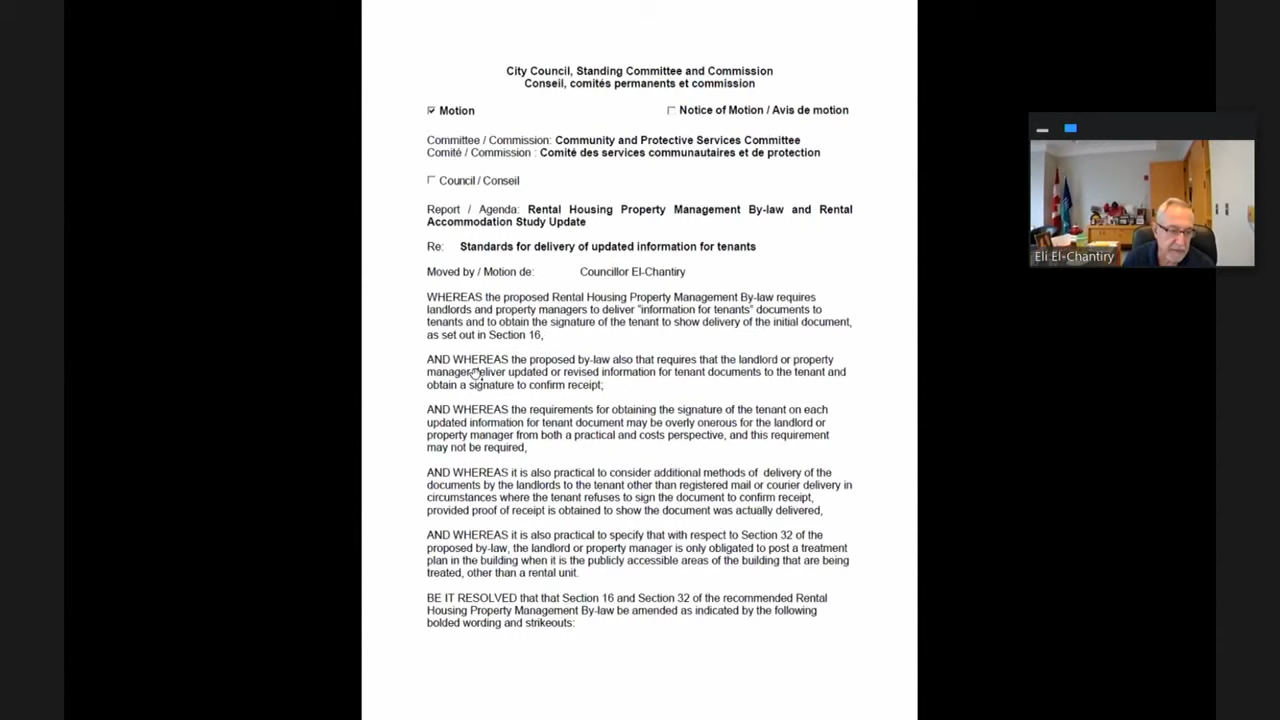 City Council, Standing Committee and Commission
Conseil, comités permanents et commission
Motion
Notice of Motion / Avis de motion
Committee / Commission: Community and Protective Services Committee
Comité / Commission : Comité des services communautaires et de protection
Council / Conseil
Report / Agenda: Rental Housing Property Management By-law and Rental
Accommodation Study Update
Re: Standards for delivery of updated information for tenants
Moved by / Motion de: Councillor El-Chantiry
WHEREAS the proposed Rental Housing Property Management By-law requires
landlords and property managers to deliver "information for tenants" documents to
tenants and to obtain the signature of the tenant to show delivery of the initial document,
as set out in Section 16,
AND WHEREAS the proposed by-law also that requires that the landlord or property
manager deliver updated or revised information for tenant documents to the tenant and
obtain a signature to confirm receipt;
AND WHEREAS the requirements for obtaining the signature of the tenant on each
updated information for tenant document may be overly onerous for the landlord or
property manager from both a practical and costs perspective, and this requirement
may not be required,
AND WHEREAS it is also practical to consider additional methods of delivery of the
documents by the landlords to the tenant other than registered mail or courier delivery in
circumstances where the tenant refuses to sign the document to confirm receipt,
provided proof of receipt is obtained to show the document was actually delivered,
AND WHEREAS it is also practical to specify that with respect to Section 32 of the
proposed by-law, the landlord or property manager is only obligated to post a treatment
plan in the building when it is the publicly accessible areas of the building that are being
treated, other than a rental unit.
BE IT RESOLVED that that Section 16 and Section 32 of the recommended Rental
Housing Property Management By-law be amended as indicated by the following
bolded wording and strikeouts:
Eli El-Chantiry